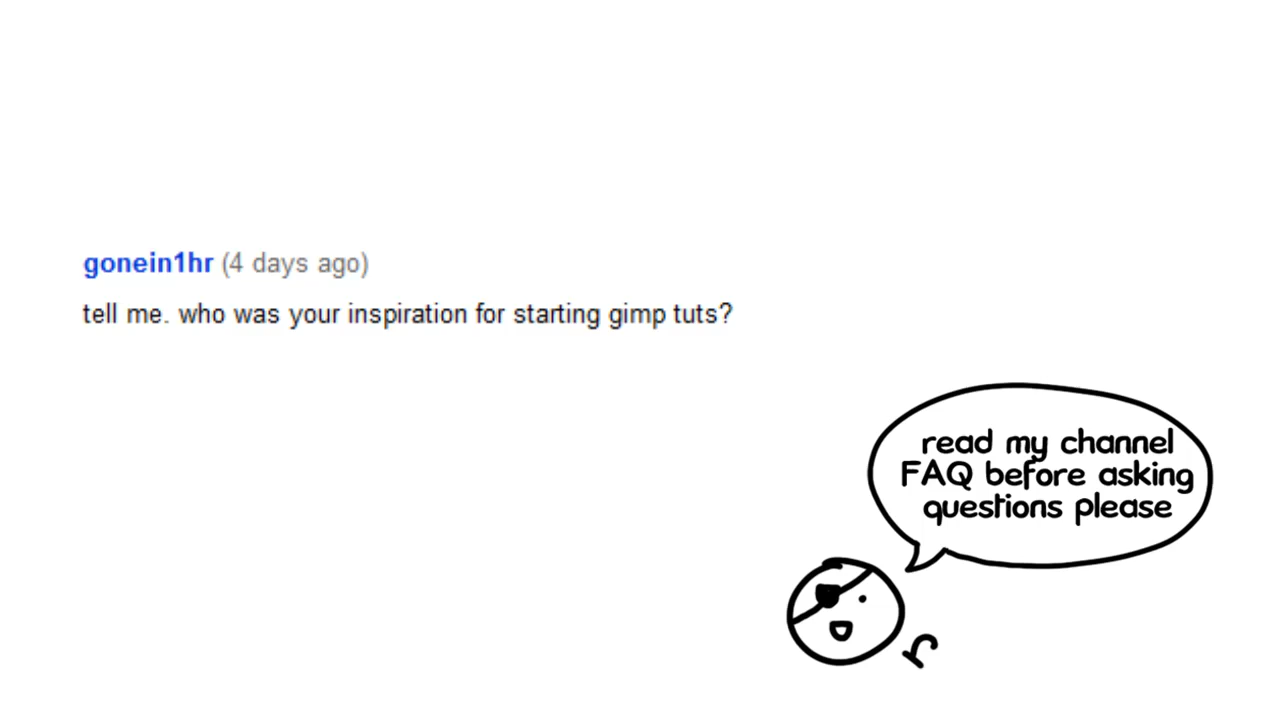 gonein1hr (4 days ago)
tell me. who was your inspiration for starting gimp tuts?
read my channel
FAQ before asking
questions please